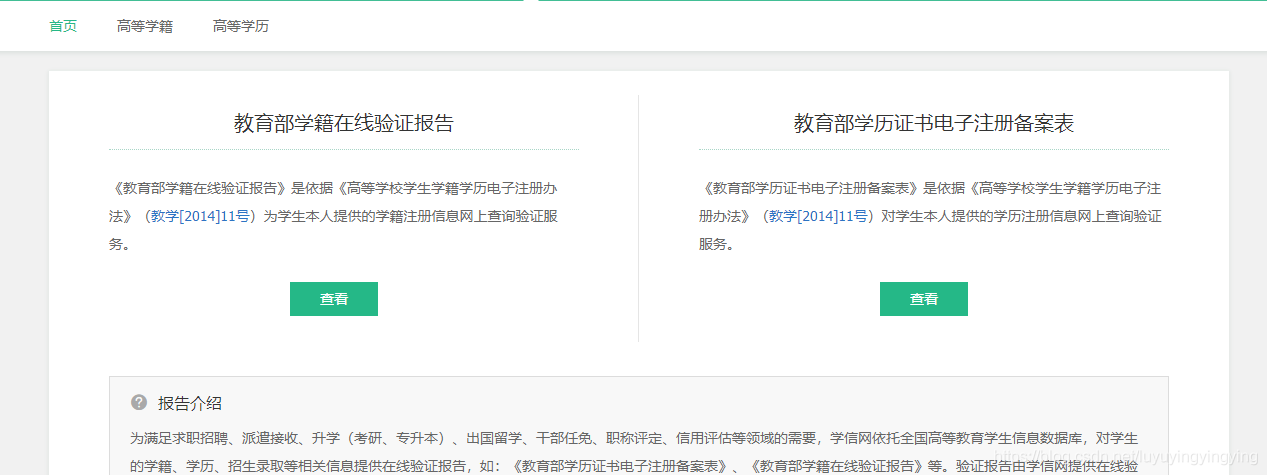 首页 高等学籍 高等学历
教育部学籍在线验证报告
《教育部学籍在线验证报告》是依据《高等学校学生学籍学历电子注册办
法》（教学[2014]11号）为学生本人提供的学籍注册信息网上查询验证服
务。
查看
教育部学历证书电子注册备案表
《教育部学历证书电子注册备案表》是依据《高等学校学生学籍学历电子注
册办法》（教学[2014]11号）对学生本人提供的学历注册信息网上查询验证
服务。
查看
? 报告介绍
为满足求职招聘、派遣接收、升学（考研、专升本）、出国留学、干部任免、职称评定、信用评估等领域的需要，学信网依托全国高等教育学生信息数据库，对学生
的学籍、学历、招生录取等相关信息提供在线验证报告，如：《教育部学历证书电子注册备案表》、《教育部学籍在线验证报告》等。验证报告由学信网提供在线验
https://blog.csdn.net/luyuyingyingying